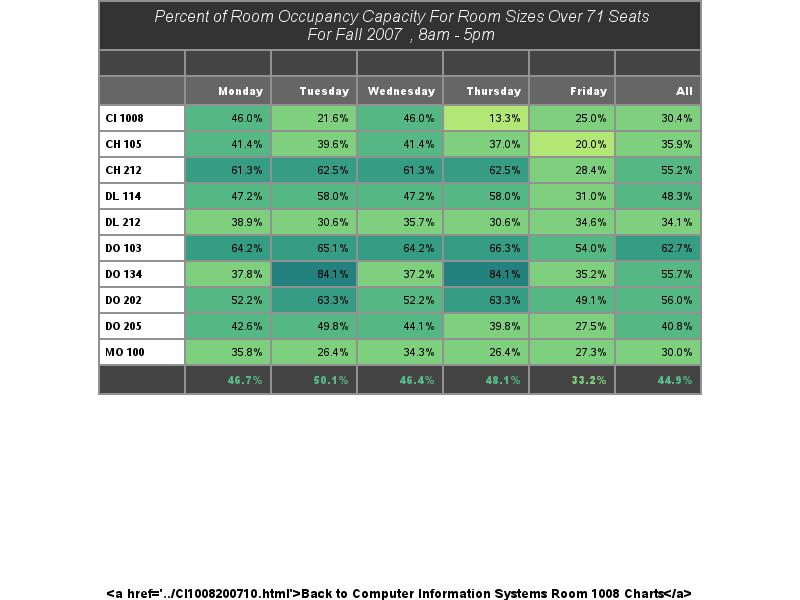 Percent of Room Occupancy Capacity For Room Sizes Over 71 Seats
For Fall 2007 , 8am - 5pm
Monday Tuesday Wednesday Thursday Friday All
CI 1008 46.0% 21.6% 46.0% 13.3% 25.0% 30.4%
CH 105 41.4% 39.6% 41.4% 37.0% 20.0% 35.9%
CH 212 61.3% 62.5% 61.3% 62.5% 28.4% 55.2%
DL 114 47.2% 58.0% 47.2% 58.0% 31.0% 48.3%
DL 212 38.9% 30.6% 35.7% 30.6% 34.6% 34.1%
DO 103 64.2% 65.1% 64.2% 66.3% 54.0% 62.7%
DO 134 37.8% 84.1% 37.2% 84.1% 35.2% 55.7%
DO 202 52.2% 63.3% 52.2% 63.3% 49.1% 56.0%
DO 205 42.6% 49.8% 44.1% 39.8% 27.5% 40.8%
MO 100 35.8% 26.4% 34.3% 26.4% 27.3% 30.0%
46.7% 50.1% 46.4% 48.1% 33.2% 44.9%
<a href='../CI1008200710.html'>Back to Computer Information Systems Room 1008 Charts</a>